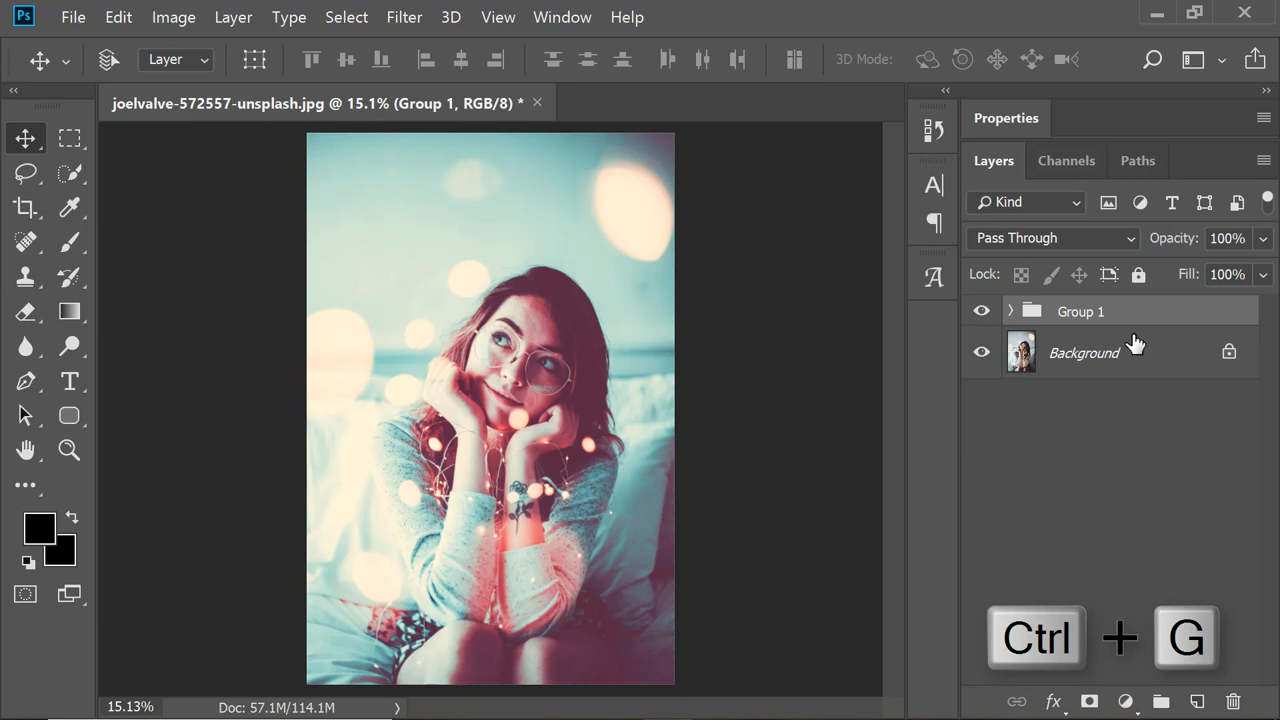 Ps File Edit Image Layer Type Select Filter 3D View Window Help
Layer 3D Mode:
joelvalve-572557-unsplash.jpg @ 15.1% (Group 1, RGB/8) *
Properties
Layers Channels Paths
Kind
Pass Through Opacity: 100%
Lock: Fill: 100%
Group 1
Background
Ctrl + G
15.13% Doc: 57.1M/114.1M
fx